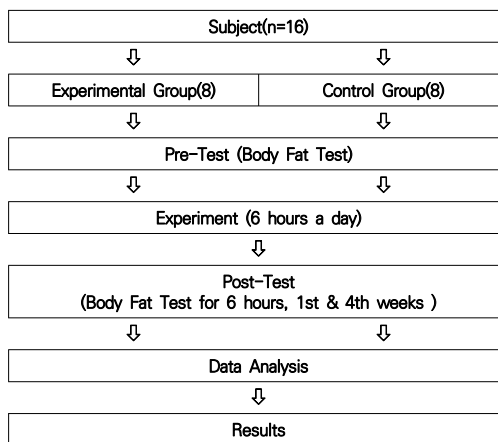 Subject(n=16)
Experimental Group(8)
Control Group(8)
Pre-Test (Body Fat Test)
Experiment (6 hours a day)
Post-Test
(Body Fat Test for 6 hours, 1st & 4th weeks )
Data Analysis
Results